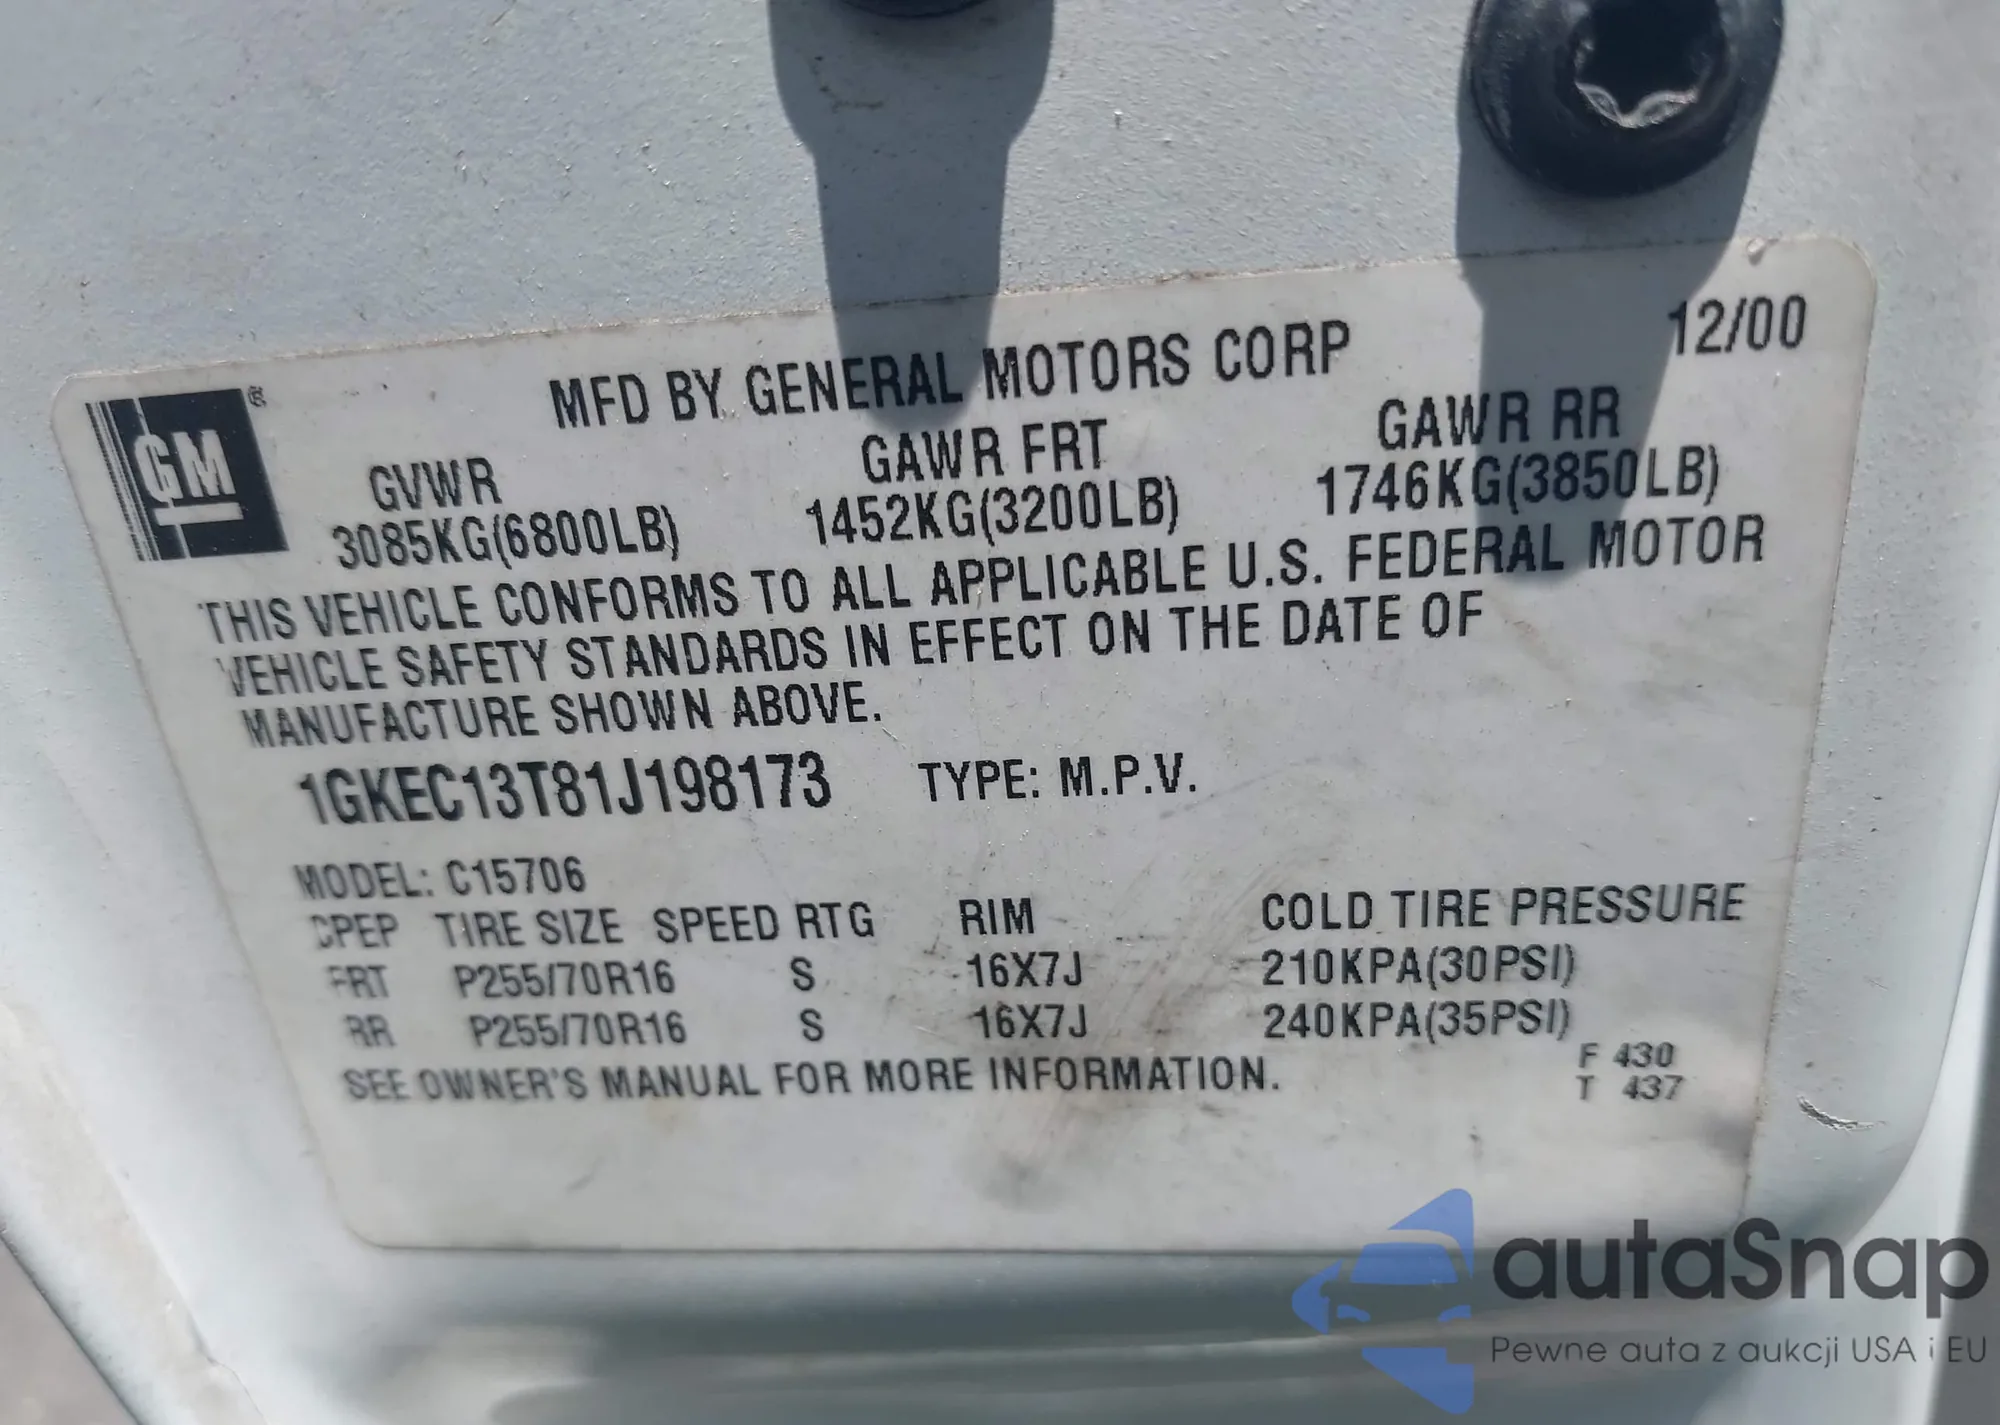 12/00
MFD BY GENERAL MOTORS CORP
GM ®
GVWR GAWR FRT GAWR RR
3085KG(6800LB) 1452KG(3200LB) 1746KG(3850LB)
THIS VEHICLE CONFORMS TO ALL APPLICABLE U.S. FEDERAL MOTOR
VEHICLE SAFETY STANDARDS IN EFFECT ON THE DATE OF
MANUFACTURE SHOWN ABOVE.
1GKEC13T81J198173 TYPE: M.P.V.
MODEL: C15706
CPEP TIRE SIZE SPEED RTG RIM COLD TIRE PRESSURE
FRT P255/70R16 S 16X7J 210KPA(30PSI)
RR P255/70R16 S 16X7J 240KPA(35PSI)
SEE OWNER'S MANUAL FOR MORE INFORMATION.
F 430
T 437
autaSnap
Pewne auta z aukcji USA i EU